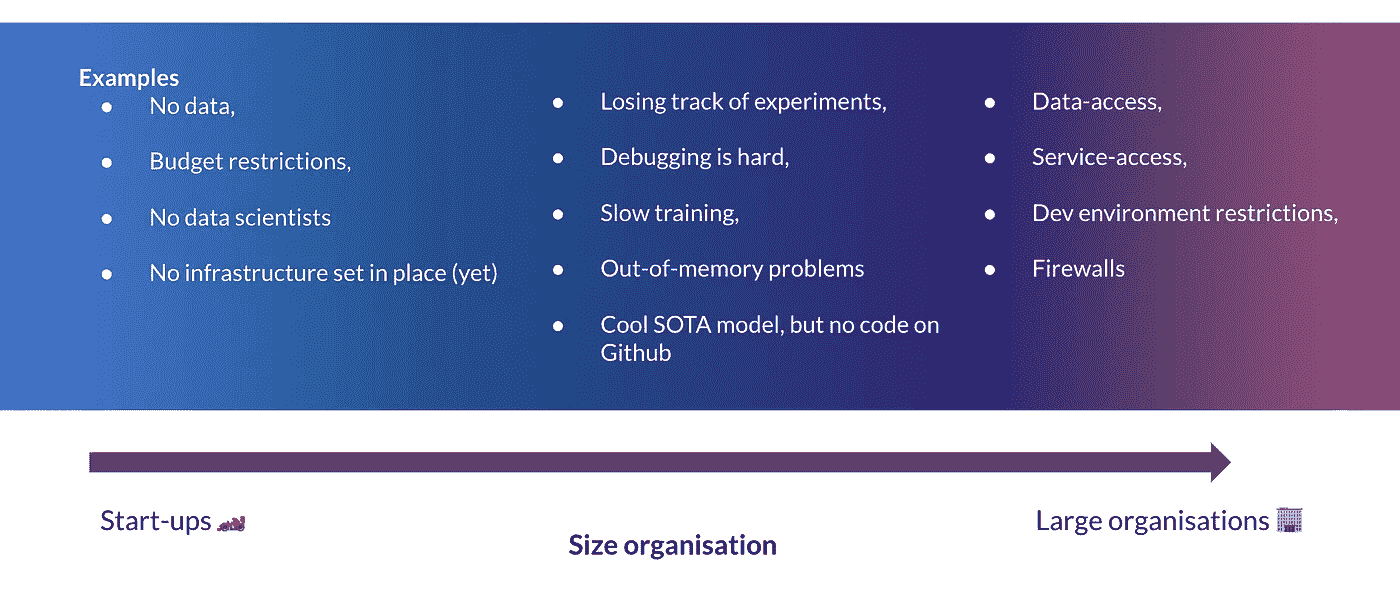 Examples
● No data,
● Budget restrictions,
● No data scientists
● No infrastructure set in place (yet)
● Losing track of experiments,
● Debugging is hard,
● Slow training,
● Out-of-memory problems
● Cool SOTA model, but no code on
Github
● Data-access,
● Service-access,
● Dev environment restrictions,
● Firewalls
Start-ups
Size organisation
Large organisations